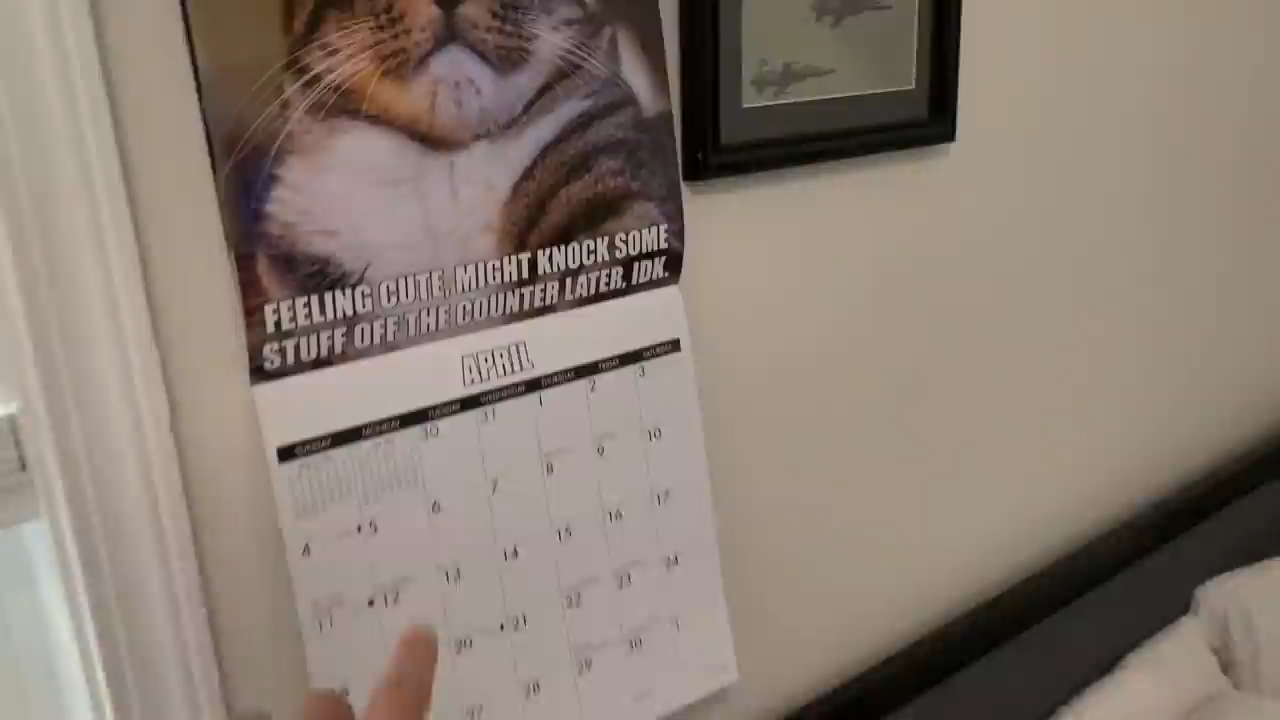 FEELING CUTE, MIGHT KNOCK SOME
STUFF OFF THE COUNTER LATER, IDK.
APRIL
SUNDAY MONDAY TUESDAY WEDNESDAY THURSDAY FRIDAY SATURDAY
30 31 1 2 3
4 5 6 7 8 9 10
11 12 13 14 15 16 17
20 21 22 23 24
27 28 29 30 1